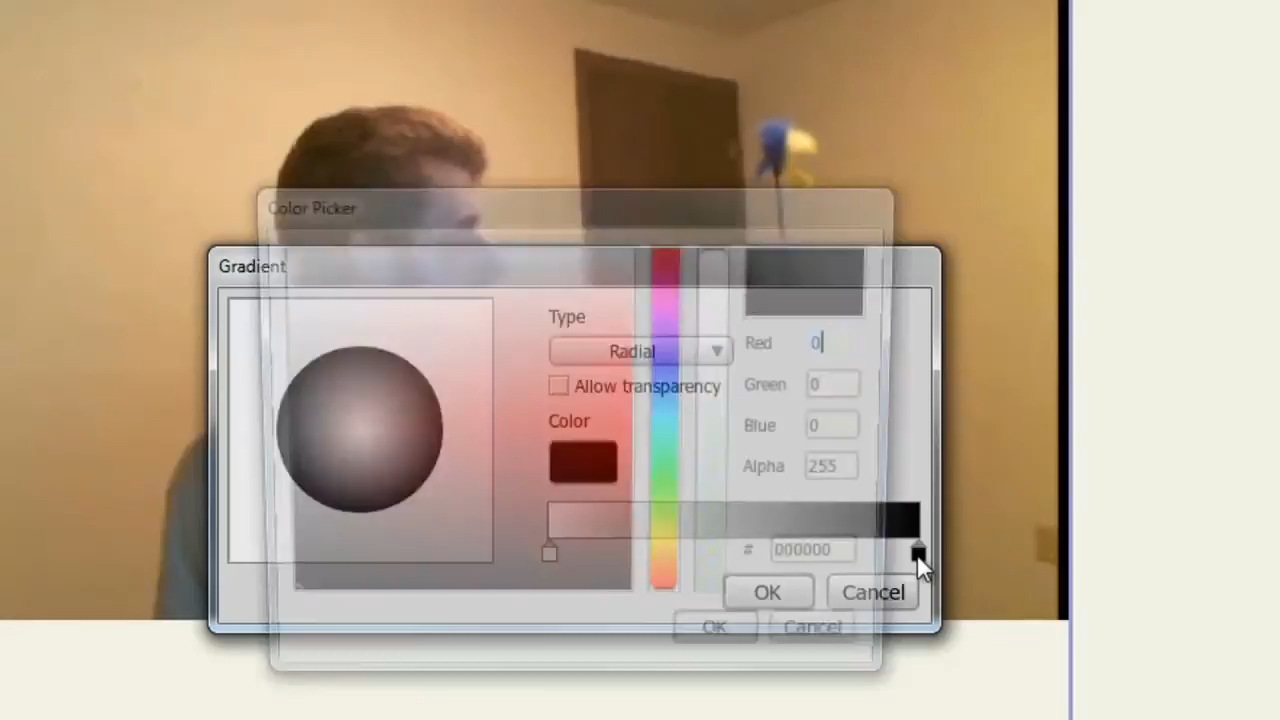 Color Picker
Gradient
Type
Radial
Allow transparency
Color
Red 0
Green 0
Blue 0
Alpha 255
# 000000
OK Cancel
OK Cancel